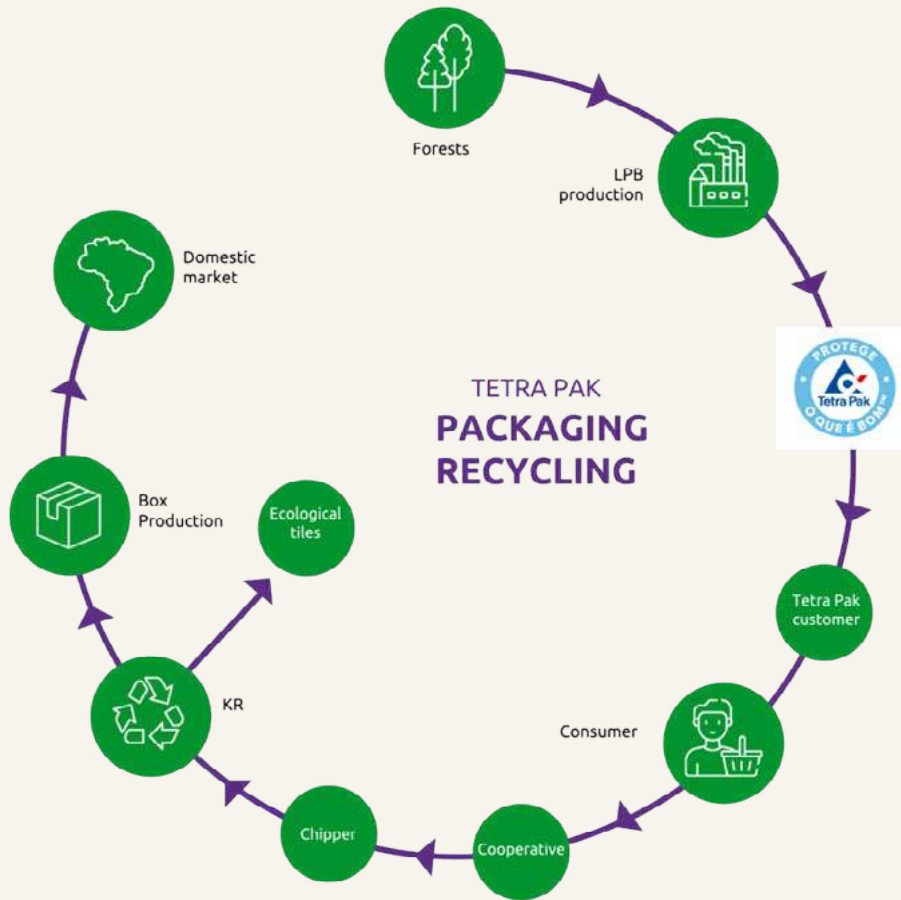 Forests
LPB
production
PROTEGE
Tetra Pak
O QUE É BOM™
Tetra Pak
customer
Consumer
Cooperative
Chipper
KR
Ecological
tiles
Box
Production
Domestic
market
TETRA PAK
PACKAGING
RECYCLING